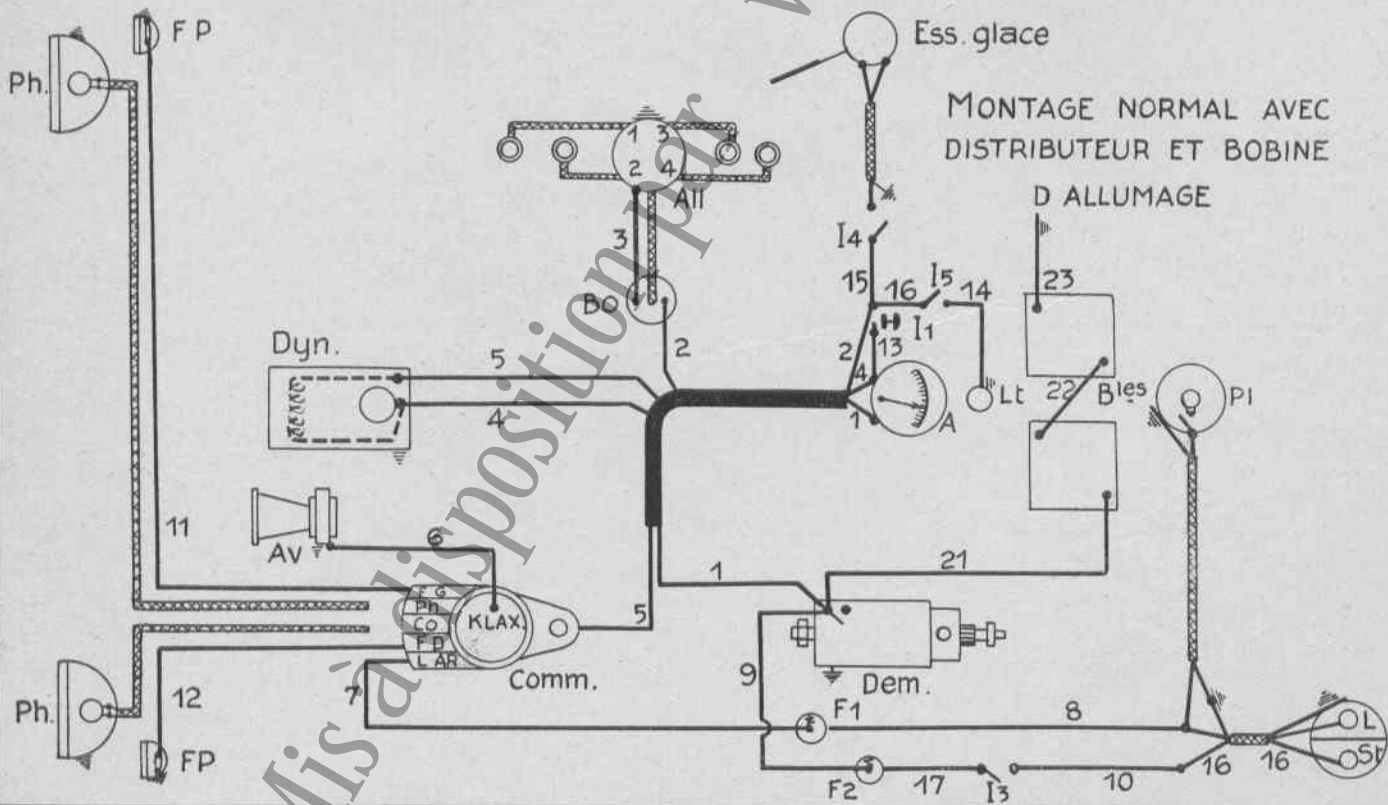 F P
Ph.
Ess. glace
MONTAGE NORMAL AVEC
DISTRIBUTEUR ET BOBINE
D ALLUMAGE
1 3
2 4
All
3
Bo
I4
15
16
I5
14
23
2
13
I1
2
4
Dyn.
5
4
1
A
Lt
22
Bles
Pl
11
Av
6
1
21
F G
Ph.
Co
F D
L AR
KLAX.
5
Comm.
9
Dem.
12
7
Ph.
FP
F1
8
F2
17
I3
10
16
16
L
St
Mis à disposition par